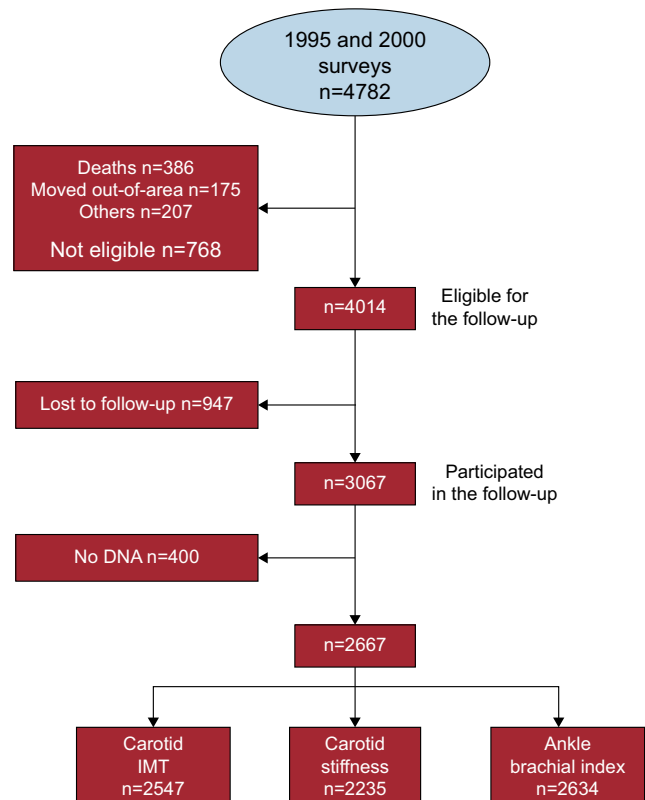 1995 and 2000
surveys
n=4782
Deaths n=386
Moved out-of-area n=175
Others n=207
Not eligible n=768
n=4014
Eligible for
the follow-up
Lost to follow-up n=947
n=3067
Participated
in the follow-up
No DNA n=400
n=2667
Carotid
IMT
n=2547
Carotid
stiffness
n=2235
Ankle
brachial index
n=2634